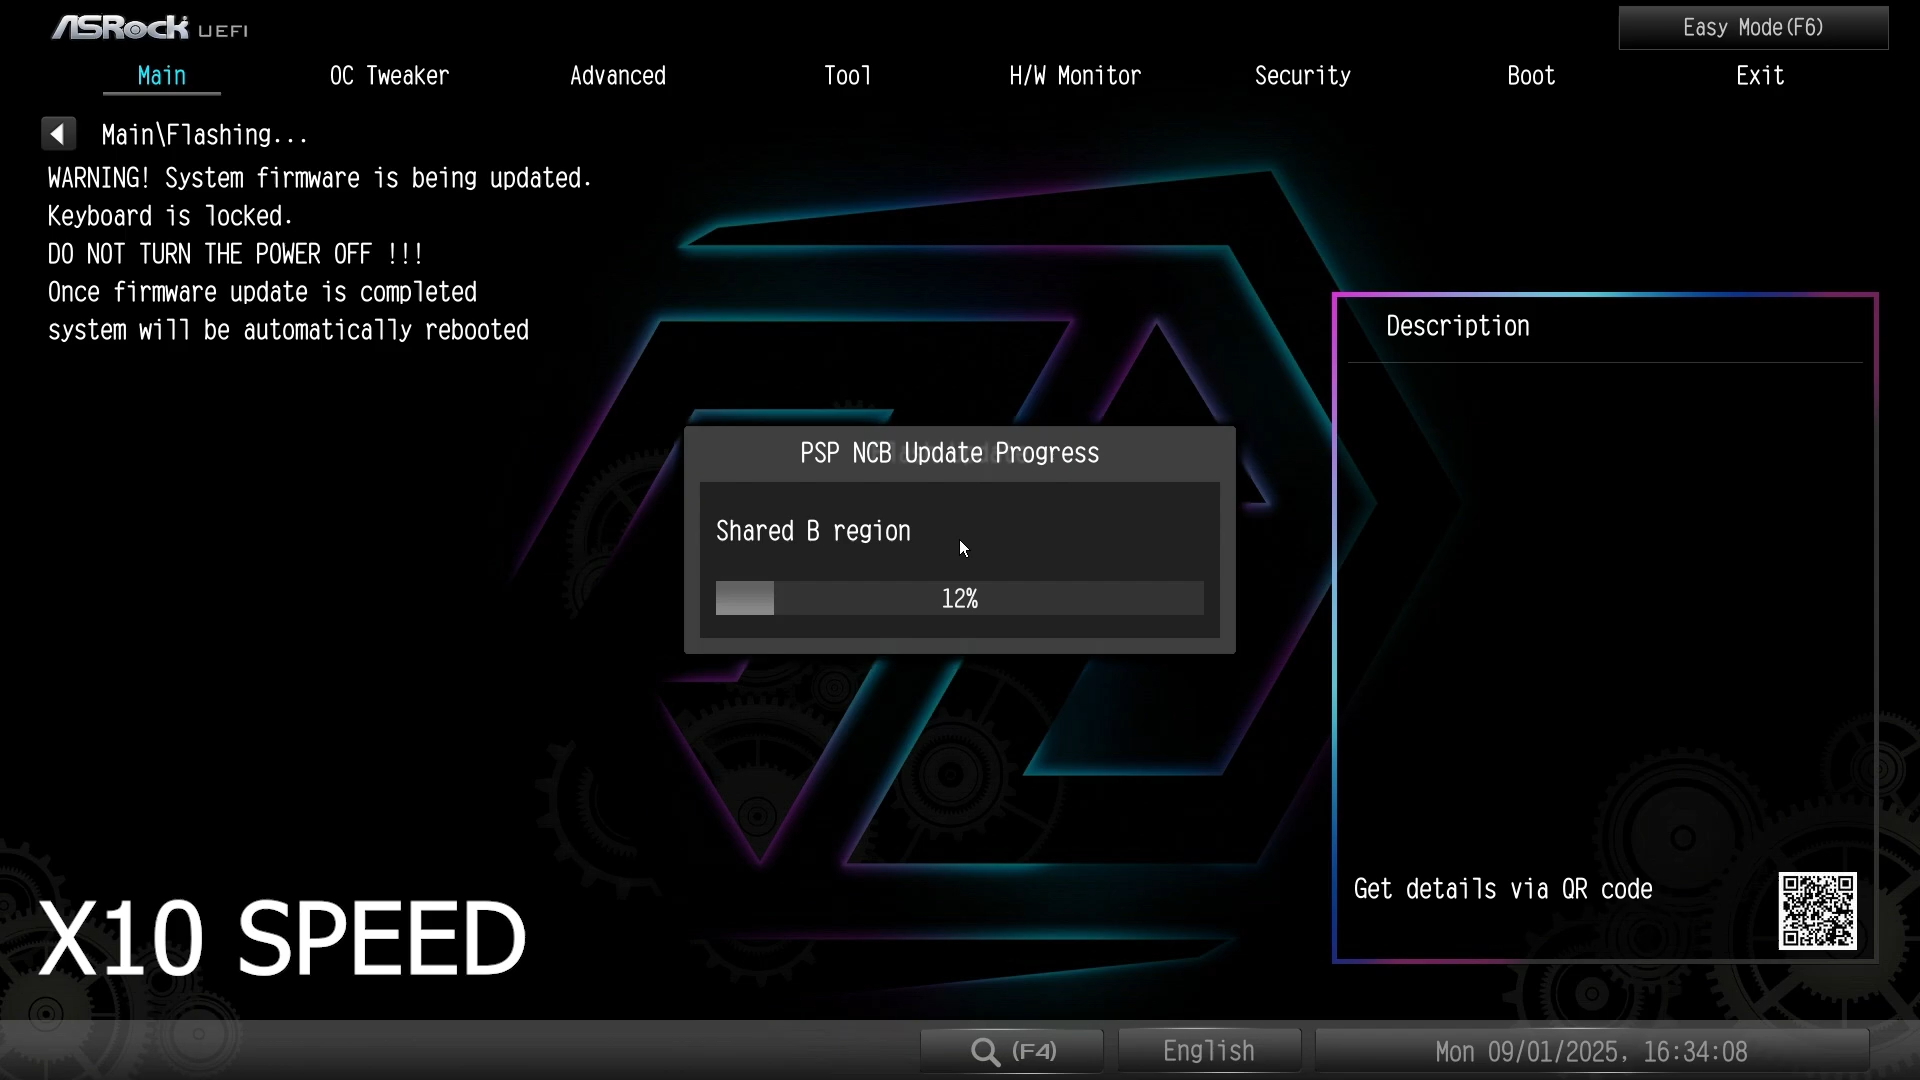 ASRock UEFI
Easy Mode(F6)
Main OC Tweaker Advanced Tool H/W Monitor Security Boot Exit
Main\Flashing...
WARNING! System firmware is being updated.
Keyboard is locked.
DO NOT TURN THE POWER OFF !!!
Once firmware update is completed
system will be automatically rebooted
Description
PSP NCB Update Progress
Shared B region
12%
Get details via QR code
X10 SPEED
(F4) English Mon 09/01/2025, 16:34:08